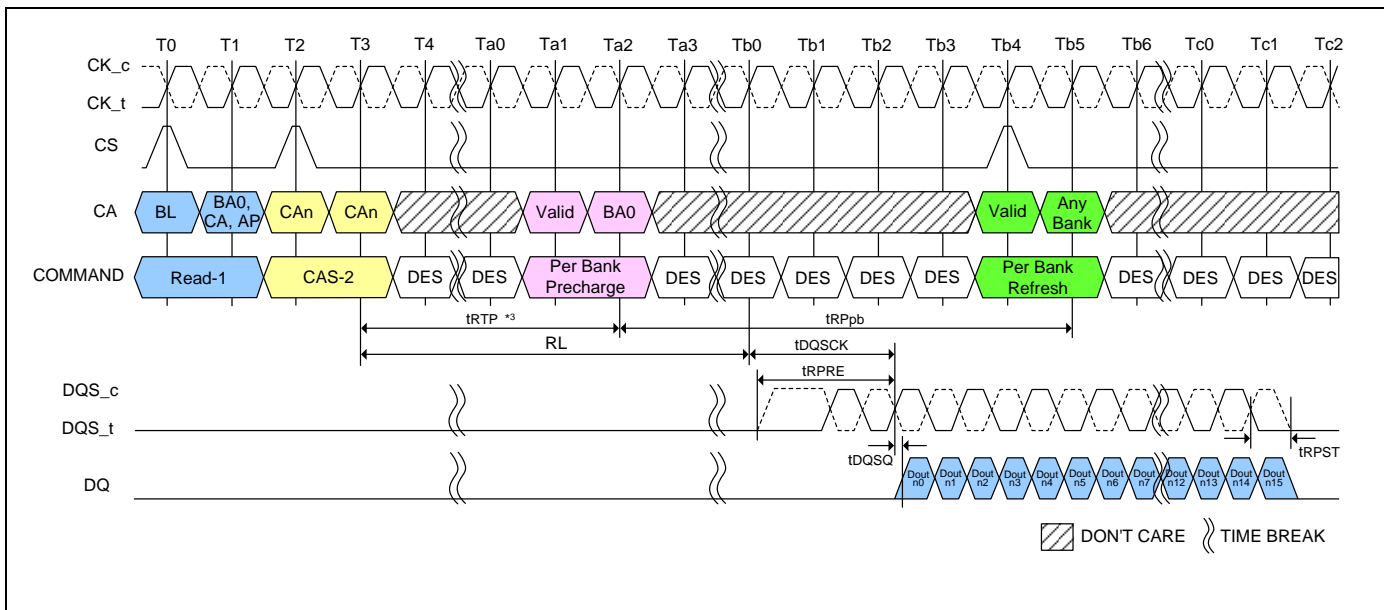 T0 T1 T2 T3 T4 Ta0 Ta1 Ta2 Ta3 Tb0 Tb1 Tb2 Tb3 Tb4 Tb5 Tb6 Tc0 Tc1 Tc2
CK_c
CK_t
CS
CA BL BA0, CA, AP CAn CAn Valid BA0 Valid Any Bank
COMMAND Read-1 CAS-2 DES DES Per Bank Precharge DES DES DES DES DES Per Bank Refresh DES DES DES DES
tRTP *3 tRPpb
RL tDQSCK
tRPRE
DQS_c
DQS_t
tDQSQ tRPST
DQ Dout n0 Dout n1 Dout n2 Dout n3 Dout n4 Dout n5 Dout n6 Dout n7 Dout n12 Dout n13 Dout n14 Dout n15
DON'T CARE TIME BREAK